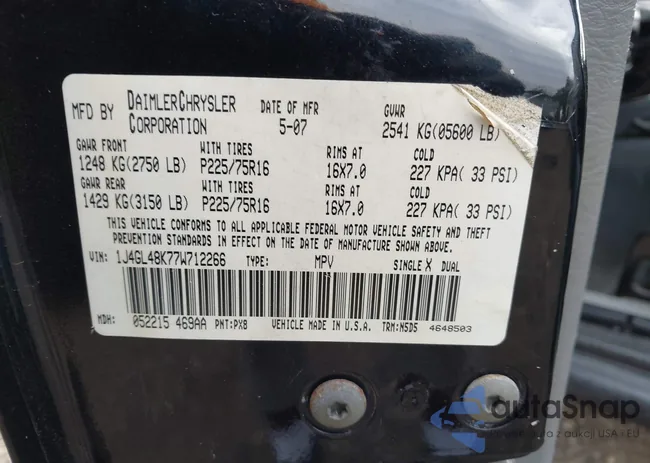 MFD BY DAIMLERCHRYSLER CORPORATION DATE OF MFR 5-07 GVWR 2541 KG(05600 LB)
GAWR FRONT WITH TIRES RIMS AT COLD
1248 KG(2750 LB) P225/75R16 16X7.0 227 KPA( 33 PSI)
GAWR REAR WITH TIRES RIMS AT COLD
1429 KG(3150 LB) P225/75R16 16X7.0 227 KPA( 33 PSI)
THIS VEHICLE CONFORMS TO ALL APPLICABLE FEDERAL MOTOR VEHICLE SAFETY AND THEFT
PREVENTION STANDARDS IN EFFECT ON THE DATE OF MANUFACTURE SHOWN ABOVE.
VIN: 1J4GL48K77W712266 TYPE: MPV SINGLE X DUAL
MDH: 052215 469AA PNT:PX8 VEHICLE MADE IN U.S.A. TRM:N5D5 4648503
autoSnap
z aukcji USA - EU